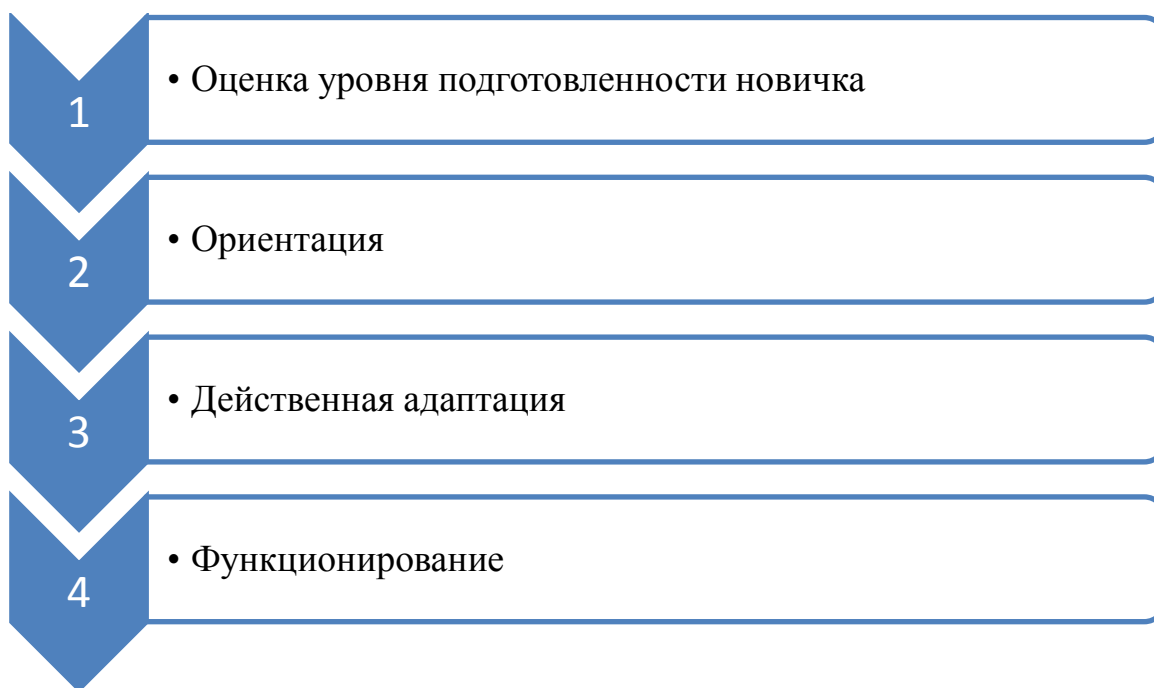 1
• Оценка уровня подготовленности новичка
2
• Ориентация
3
• Действенная адаптация
4
• Функционирование